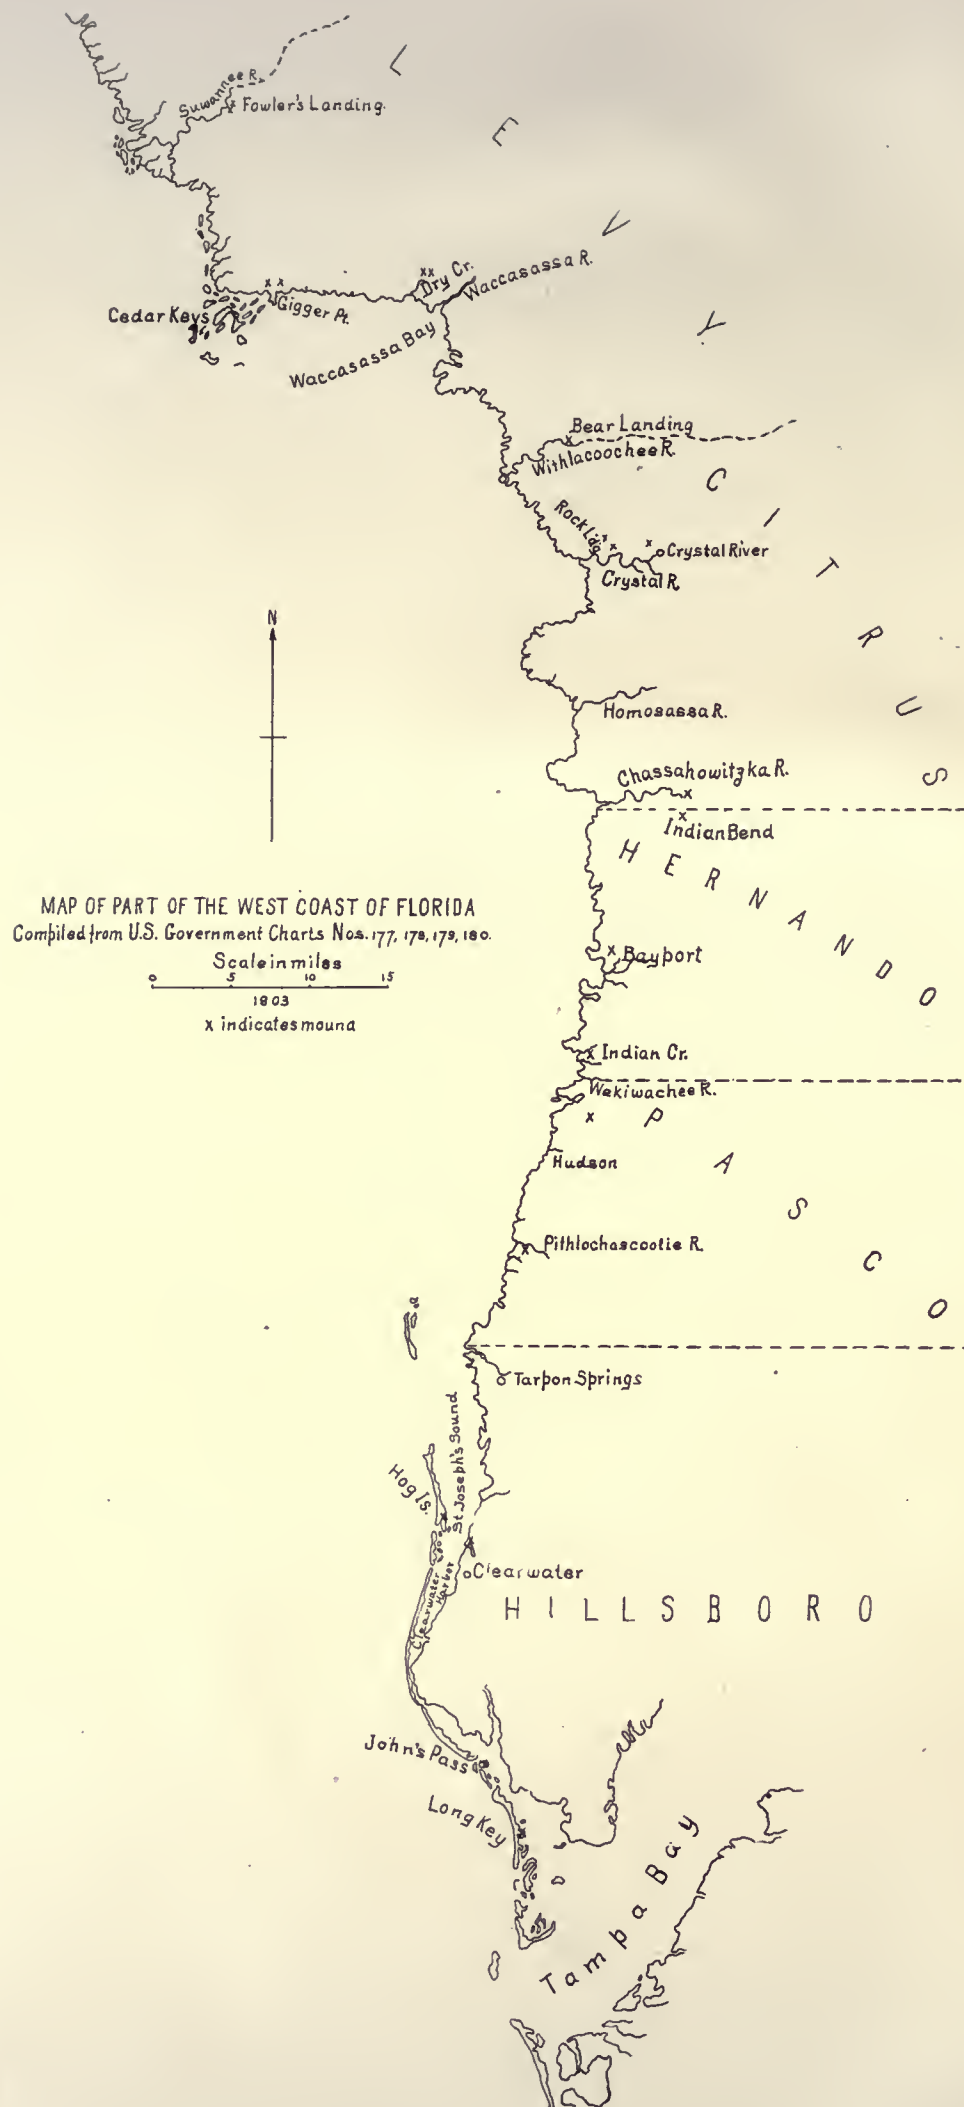 L E V Y
Suwannee R.
x Fowler's Landing.
xx
Dry Cr.
Waccasassa R.
x x
Gigger Pt.
Cedar Keys
Waccasassa Bay
Bear Landing
x
Withlacoochee R.
C I T R U S
Rock Ldg.
x x
x
Crystal River
Crystal R.
N
Homosassa R.
Chassahowitzka R.
x
x
Indian Bend
H E R N A N D O
MAP OF PART OF THE WEST COAST OF FLORIDA
Compiled from U.S. Government Charts Nos. 177, 178, 179, 180.
Scale in miles
0 5 10 15
1803
x indicates mound
x Bayport
x Indian Cr.
Wekiwachee R.
x
P A S C O
Hudson
x Pithlochascootie R.
Tarpon Springs
St. Joseph's Sound
Hog Is.
x
x
Clearwater
Clearwater
Harbor
H I L L S B O R O
John's Pass
Long Key
Tampa Bay